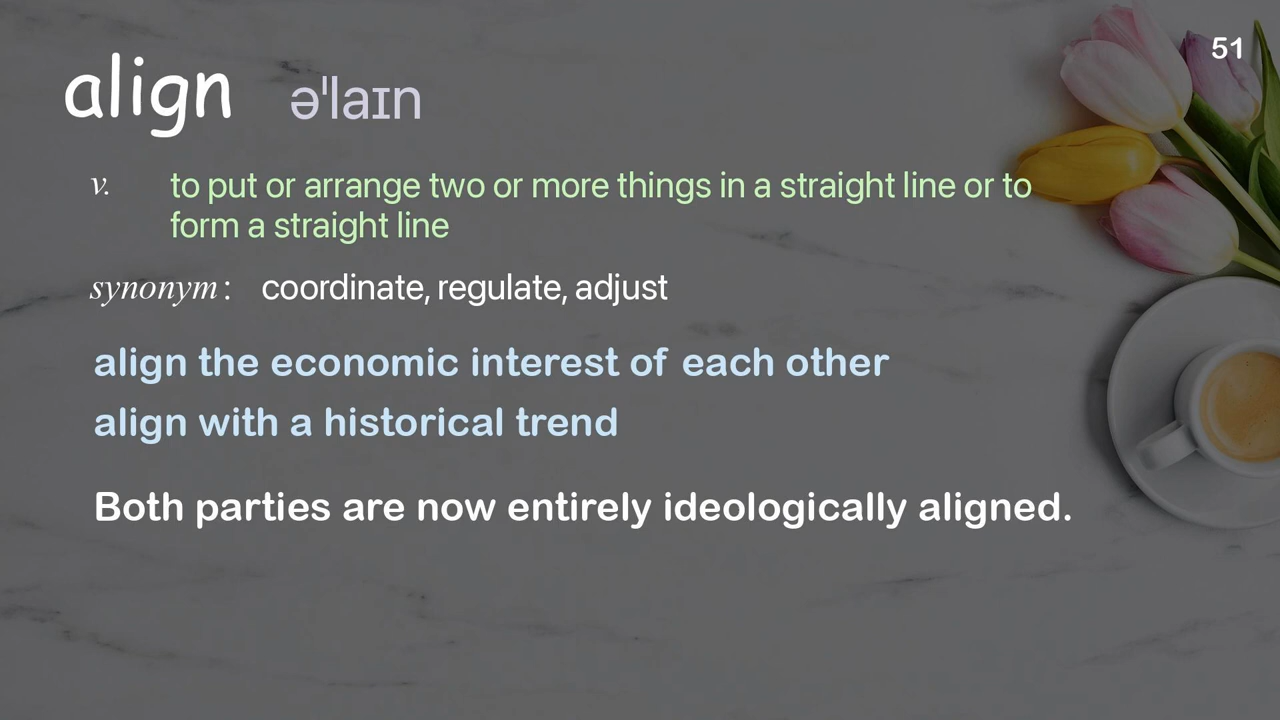 51
align əˈlaɪn
v. to put or arrange two or more things in a straight line or to
form a straight line
synonym: coordinate, regulate, adjust
align the economic interest of each other
align with a historical trend
Both parties are now entirely ideologically aligned.